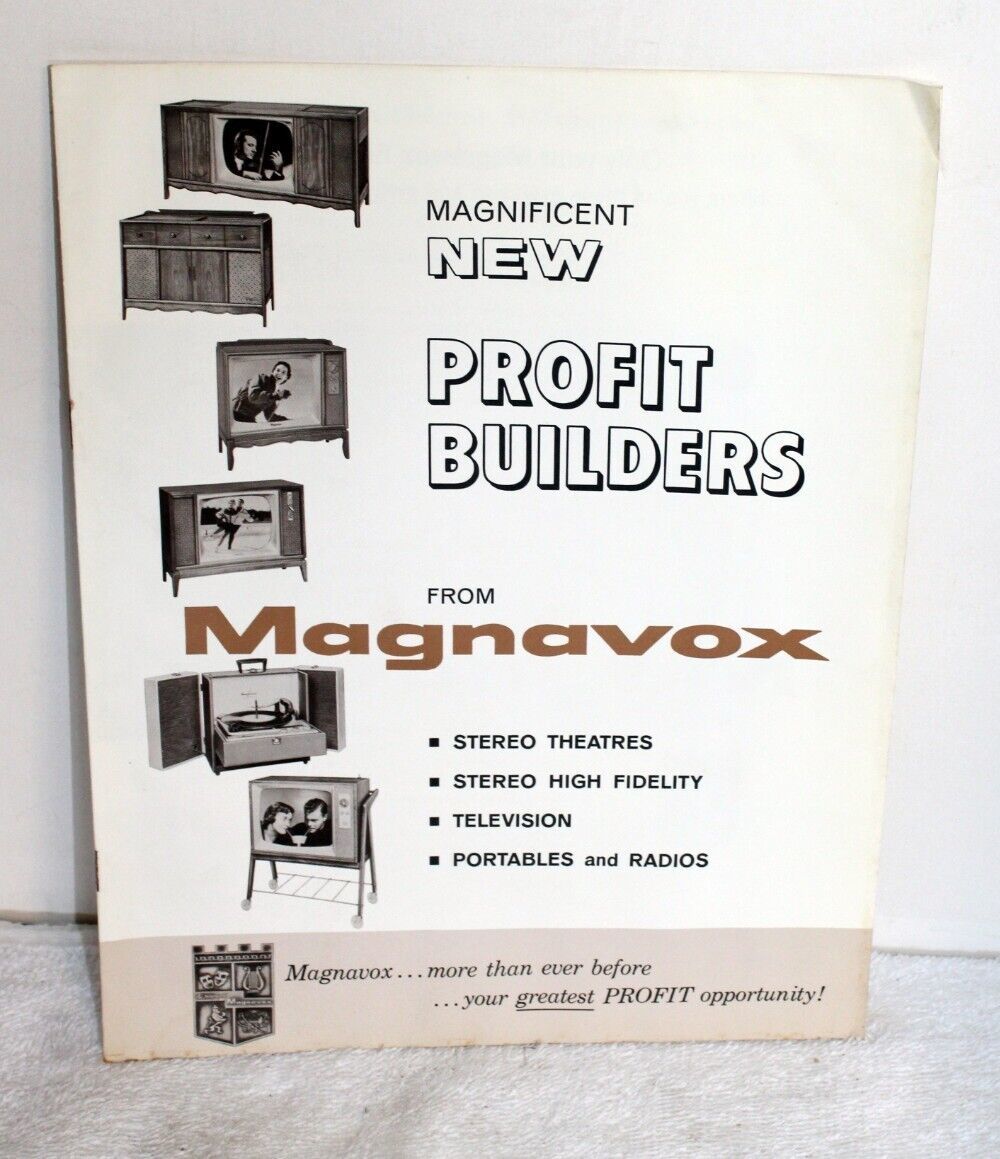 MAGNIFICENT
NEW
PROFIT
BUILDERS
FROM
Magnavox
■ STEREO THEATRES
■ STEREO HIGH FIDELITY
■ TELEVISION
■ PORTABLES and RADIOS
Magnavox
Magnavox...more than ever before
...your greatest PROFIT opportunity!